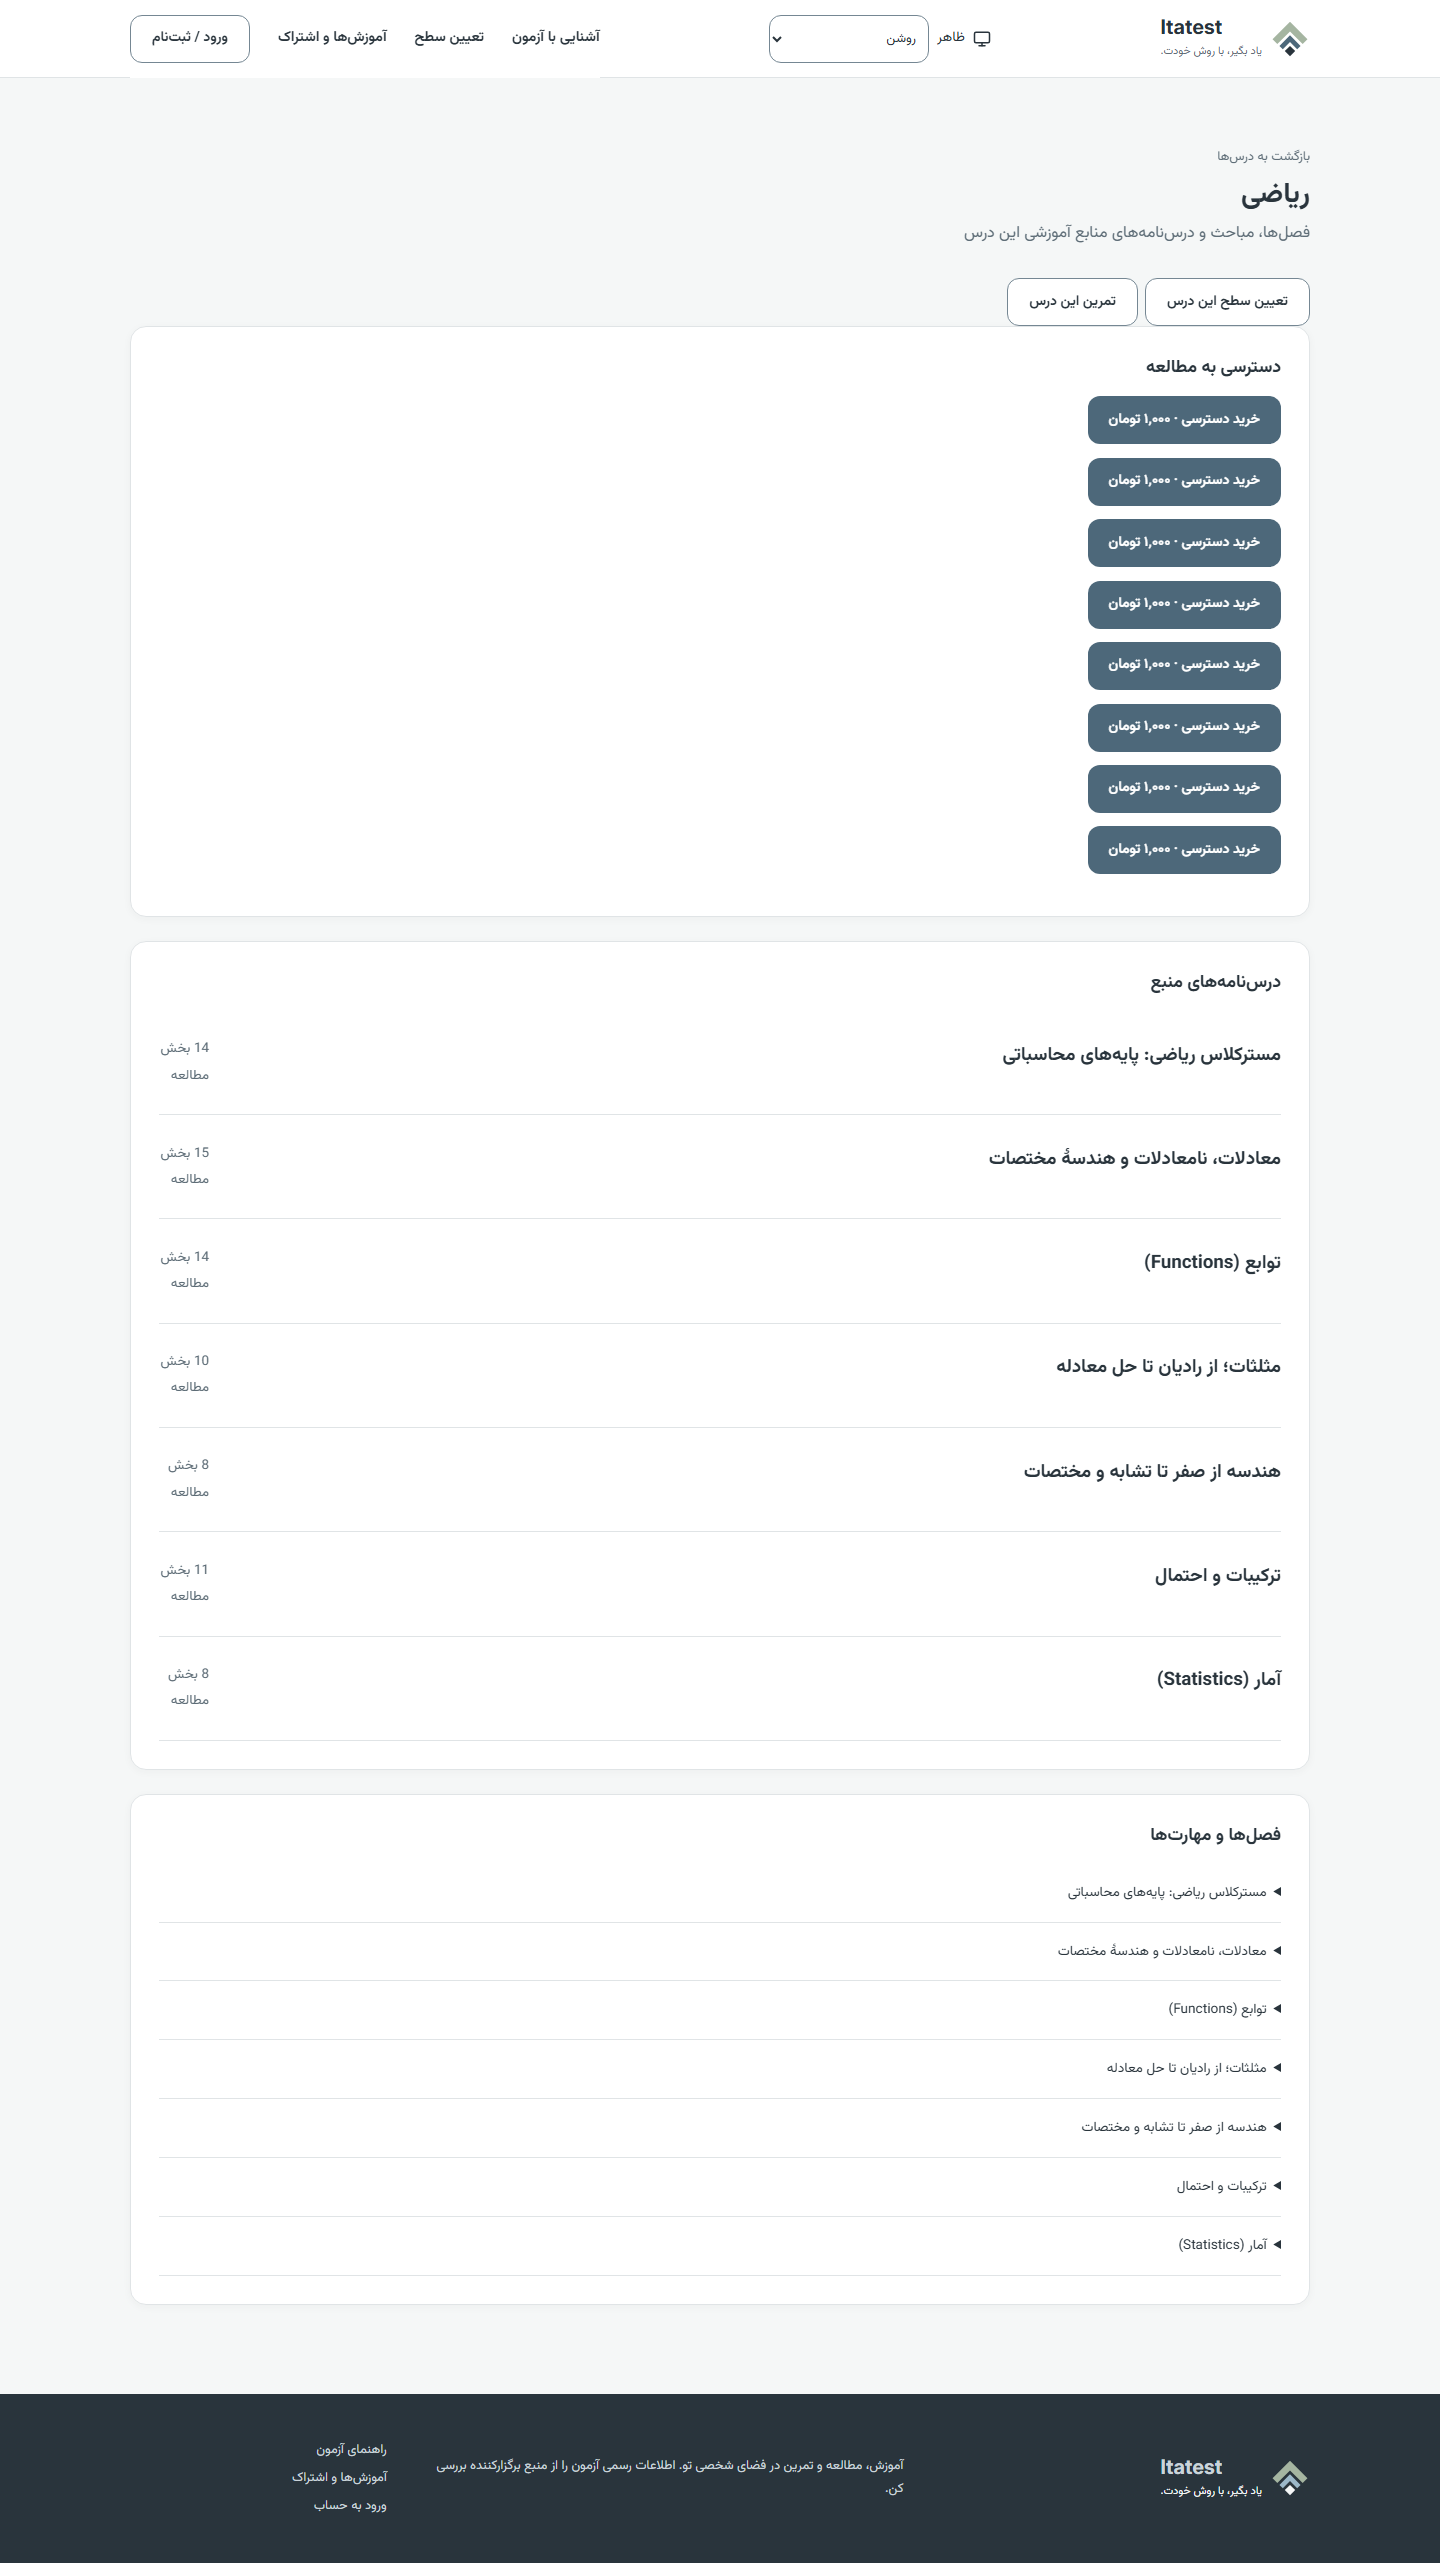 Itatest
یاد بگیر، با روش خودت.
ظاهر
روشن
آشنایی با آزمون
تعیین سطح
آموزش‌ها و اشتراک
ورود / ثبت‌نام
بازگشت به درس‌ها
ریاضی
فصل‌ها، مباحث و درس‌نامه‌های منابع آموزشی این درس
تعیین سطح این درس
تمرین این درس
دسترسی به مطالعه
خرید دسترسی · ۱,۰۰۰ تومان
خرید دسترسی · ۱,۰۰۰ تومان
خرید دسترسی · ۱,۰۰۰ تومان
خرید دسترسی · ۱,۰۰۰ تومان
خرید دسترسی · ۱,۰۰۰ تومان
خرید دسترسی · ۱,۰۰۰ تومان
خرید دسترسی · ۱,۰۰۰ تومان
خرید دسترسی · ۱,۰۰۰ تومان
درس‌نامه‌های منبع
مسترکلاس ریاضی: پایه‌های محاسباتی
14 بخش
مطالعه
معادلات، نامعادلات و هندسهٔ مختصات
15 بخش
مطالعه
توابع (Functions)
14 بخش
مطالعه
مثلثات؛ از رادیان تا حل معادله
10 بخش
مطالعه
هندسه از صفر تا تشابه و مختصات
8 بخش
مطالعه
ترکیبات و احتمال
11 بخش
مطالعه
آمار (Statistics)
8 بخش
مطالعه
فصل‌ها و مهارت‌ها
مسترکلاس ریاضی: پایه‌های محاسباتی
معادلات، نامعادلات و هندسهٔ مختصات
توابع (Functions)
مثلثات؛ از رادیان تا حل معادله
هندسه از صفر تا تشابه و مختصات
ترکیبات و احتمال
آمار (Statistics)
Itatest
یاد بگیر، با روش خودت.
آموزش، مطالعه و تمرین در فضای شخصی تو. اطلاعات رسمی آزمون را از منبع برگزارکننده بررسی
کن.
راهنمای آزمون
آموزش‌ها و اشتراک
ورود به حساب